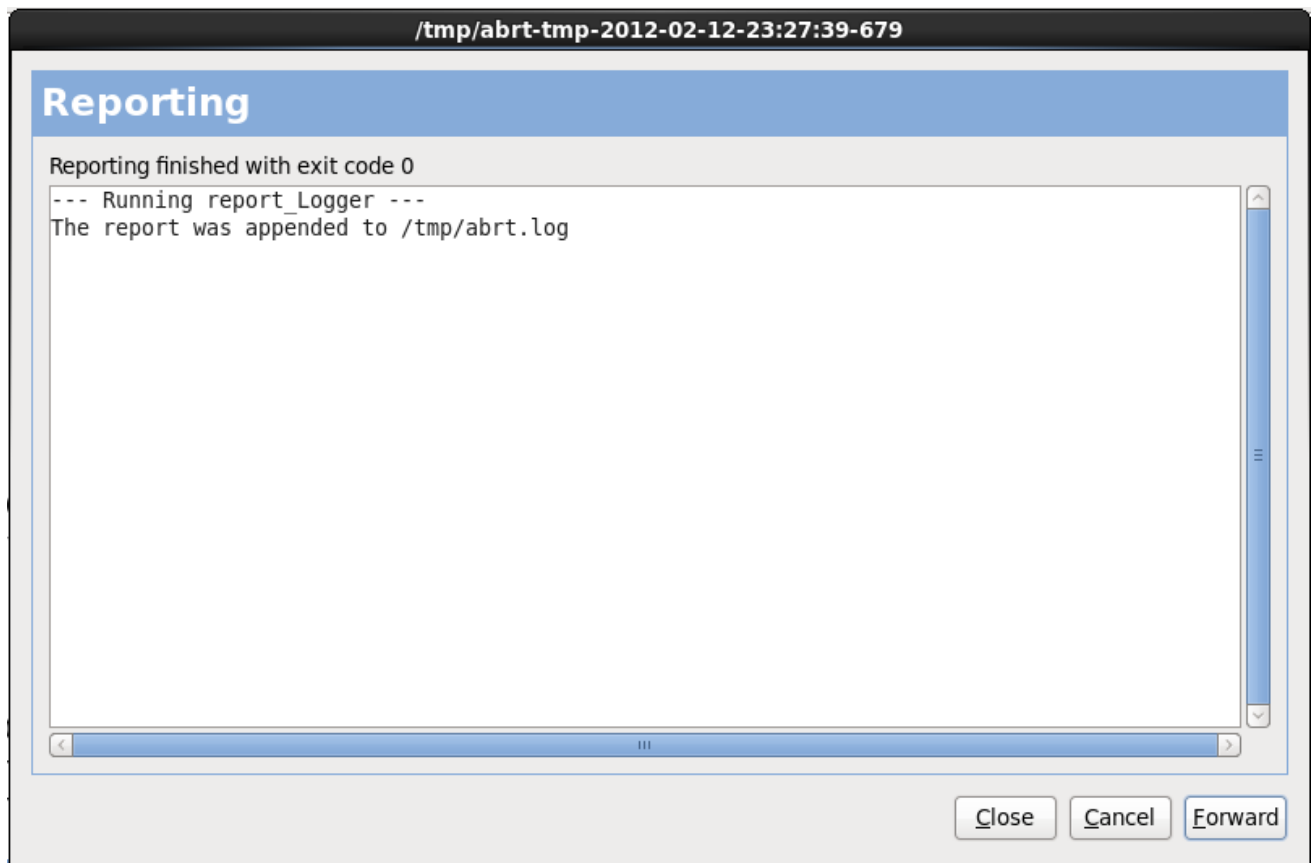 /tmp/abrt-tmp-2012-02-12-23:27:39-679
Reporting
Reporting finished with exit code 0
--- Running report_Logger ---
The report was appended to /tmp/abrt.log
Close Cancel Forward